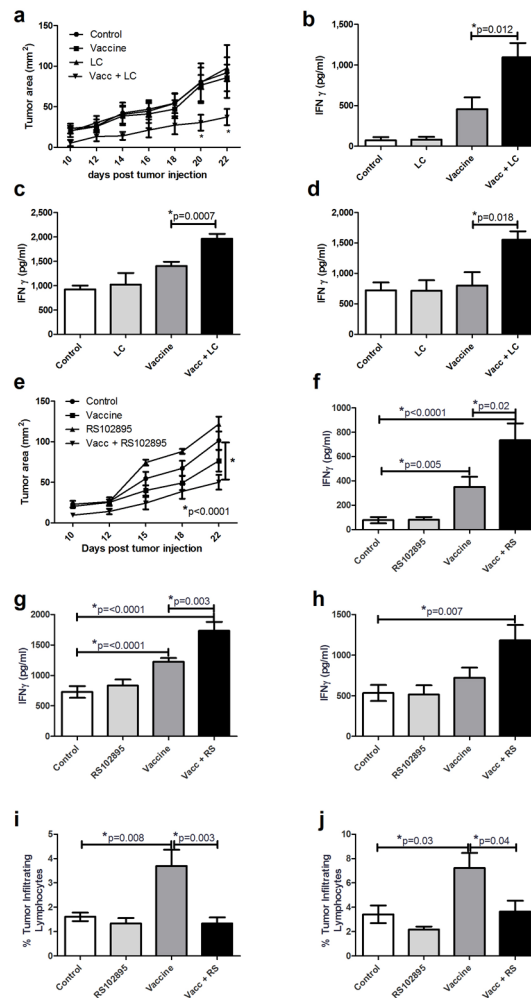 a
Tumor area (mm2)
100
50
0
Control
Vaccine
LC
Vacc + LC
*
*
10 12 14 16 18 20 22
days post tumor injection
b
IFN γ (pg/ml)
1,500
1,000
500
0
*p=0.012
Control LC Vaccine Vacc + LC
c
IFN γ (pg/ml)
2,500
2,000
1,500
1,000
500
0
*p=0.0007
Control LC Vaccine Vacc + LC
d
IFN γ (pg/ml)
2,000
1,500
1,000
500
0
*p=0.018
Control LC Vaccine Vacc + LC
e
Tumor area (mm2)
150
100
50
0
Control
Vaccine
RS102895
Vacc + RS102895
*
*p<0.0001
10 12 15 18 22
Days post tumor injection
f
IFNγ (pg/ml)
1000
800
600
400
200
0
*p=0.02
*p<0.0001
*p=0.005
Control RS102895 Vaccine Vacc + RS
g
IFNγ (pg/ml)
2000
1500
1000
500
0
*p=0.003
*p=<0.0001
*p=<0.0001
Control RS102895 Vaccine Vacc + RS
h
IFNγ (pg/ml)
1500
1000
500
0
*p=0.007
Control RS102895 Vaccine Vacc + RS
i
% Tumor Infiltrating
Lymphocytes
5
4
3
2
1
0
*p=0.008 *p=0.003
Control RS102895 Vaccine Vacc + RS
j
% Tumor Infiltrating
Lymphocytes
10
8
6
4
2
0
*p=0.03 *p=0.04
Control RS102895 Vaccine Vacc + RS